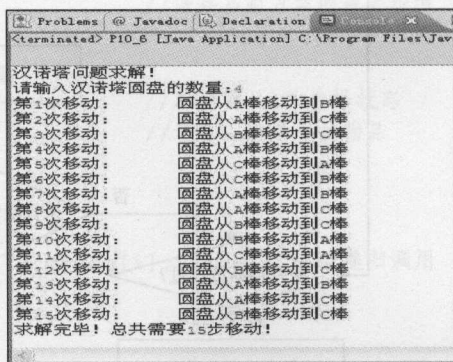 Problems @ Javadoc Declaration Console
<terminated> P10_6 [Java Application] C:\Program Files\Jav
汉诺塔问题求解!
请输入汉诺塔圆盘的数量:4
第1次移动: 圆盘从A棒移动到B棒
第2次移动: 圆盘从A棒移动到C棒
第3次移动: 圆盘从B棒移动到C棒
第4次移动: 圆盘从A棒移动到B棒
第5次移动: 圆盘从C棒移动到A棒
第6次移动: 圆盘从C棒移动到B棒
第7次移动: 圆盘从A棒移动到B棒
第8次移动: 圆盘从A棒移动到C棒
第9次移动: 圆盘从B棒移动到C棒
第10次移动: 圆盘从B棒移动到A棒
第11次移动: 圆盘从C棒移动到A棒
第12次移动: 圆盘从B棒移动到C棒
第13次移动: 圆盘从A棒移动到B棒
第14次移动: 圆盘从A棒移动到C棒
第15次移动: 圆盘从B棒移动到C棒
求解完毕! 总共需要15步移动!